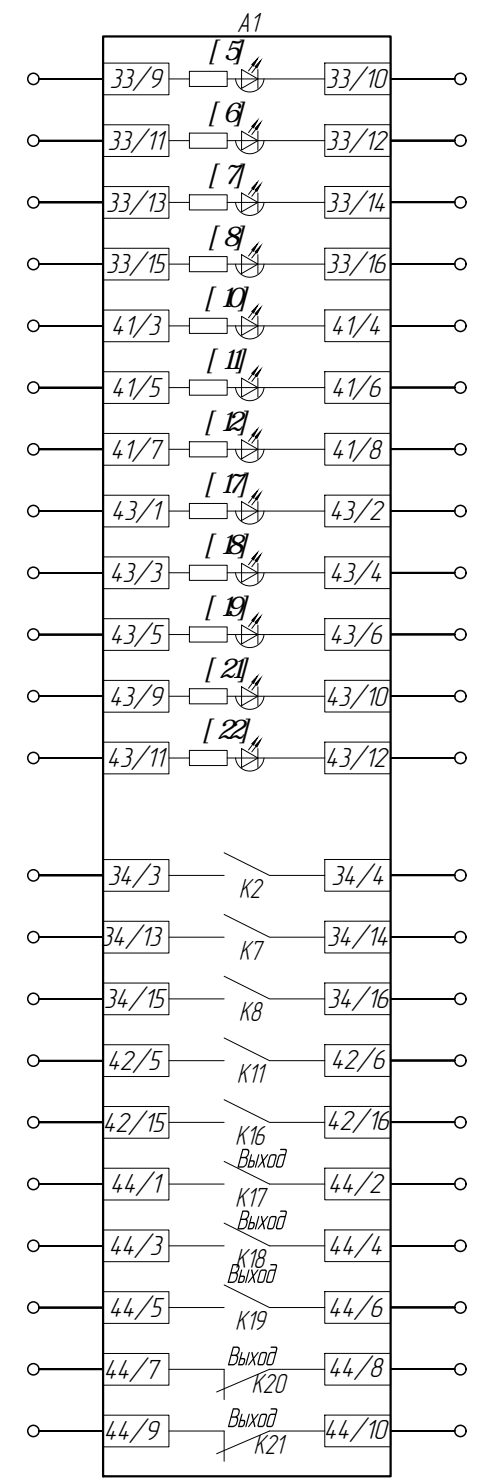 A1
[5]
33/9 33/10
[6]
33/11 33/12
[7]
33/13 33/14
[8]
33/15 33/16
[10]
41/3 41/4
[11]
41/5 41/6
[12]
41/7 41/8
[17]
43/1 43/2
[18]
43/3 43/4
[19]
43/5 43/6
[21]
43/9 43/10
[22]
43/11 43/12
34/3 34/4
K2
34/13 34/14
K7
34/15 34/16
K8
42/5 42/6
K11
42/15 42/16
K16
Выход
44/1 44/2
K17
Выход
44/3 44/4
K18
Выход
44/5 44/6
K19
Выход
44/7 44/8
K20
Выход
44/9 44/10
K21